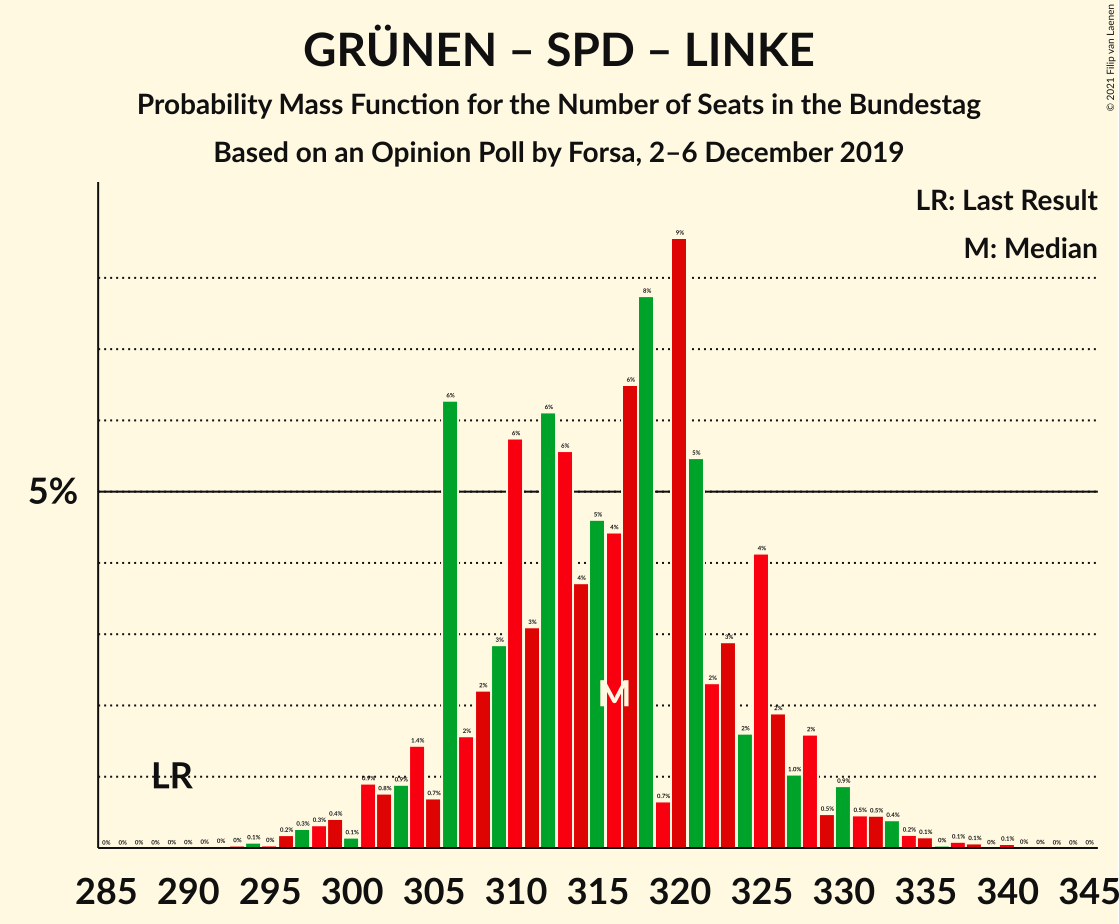 GRÜNEN – SPD – LINKE
Probability Mass Function for the Number of Seats in the Bundestag
Based on an Opinion Poll by Forsa, 2–6 December 2019
© 2021 Filip van Laenen
LR: Last Result
M: Median
5%
LR
M
0% 0% 0% 0% 0% 0% 0% 0% 0% 0.1% 0% 0.2% 0.3% 0.3% 0.4% 0.1% 0.9% 0.8% 0.9% 1.4% 0.7% 6% 2% 2% 3% 6% 3% 6% 6% 4% 5% 4% 6% 8% 0.7% 9% 5% 2% 3% 2% 4% 2% 1.0% 2% 0.5% 0.9% 0.5% 0.5% 0.4% 0.2% 0.1% 0% 0.1% 0.1% 0% 0.1% 0% 0% 0% 0% 0%
285 290 295 300 305 310 315 320 325 330 335 340 345